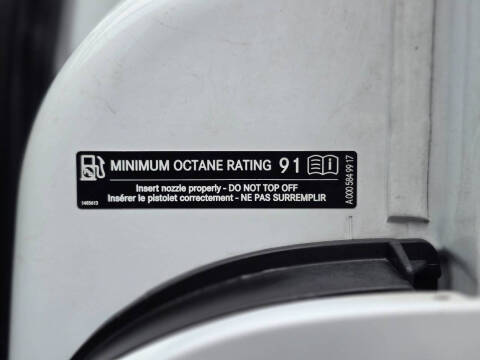 MINIMUM OCTANE RATING 91
Insert nozzle properly - DO NOT TOP OFF
Insérer le pistolet correctement - NE PAS SURREMPLIR
A 000 584 99 17